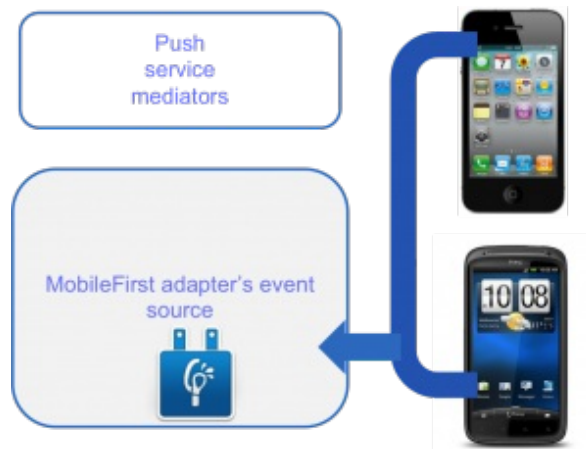 Push
service
mediators
MobileFirst adapter's event
source
10 08